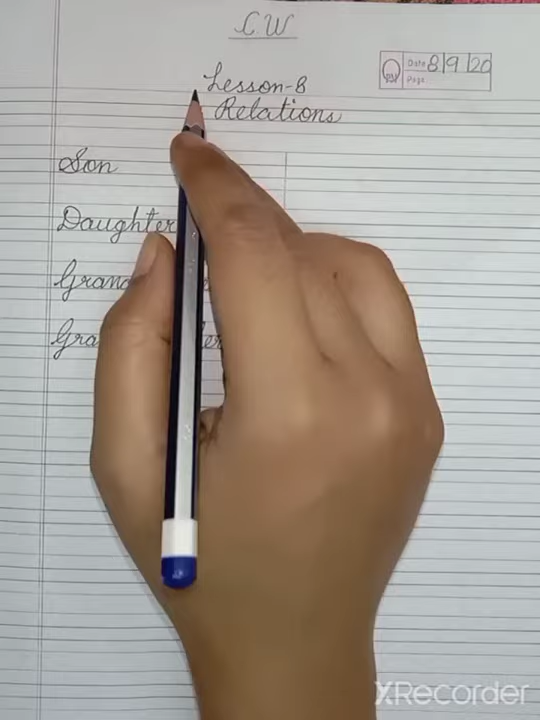 C.W
Date 8/9/20
Page
Lesson-8
Relations
Son
Daughter
XRecorder